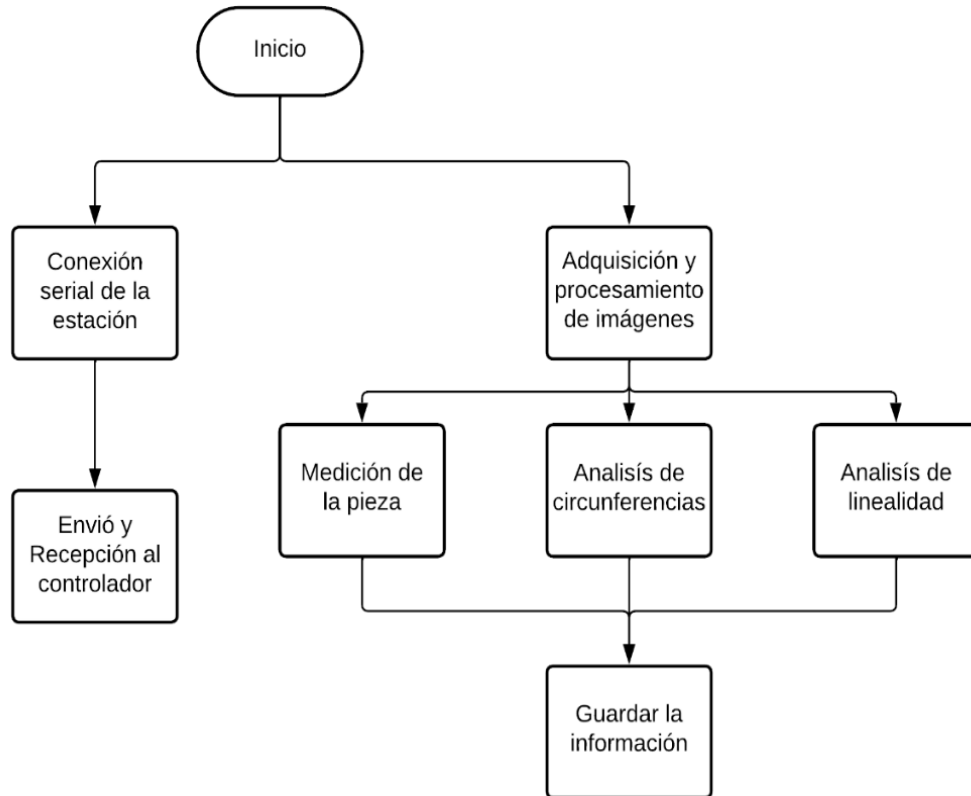 Inicio
Conexión
serial de la
estación
Adquisición y
procesamiento
de imágenes
Medición de
la pieza
Analisís de
circunferencias
Analisís de
linealidad
Envió y
Recepción al
controlador
Guardar la
información